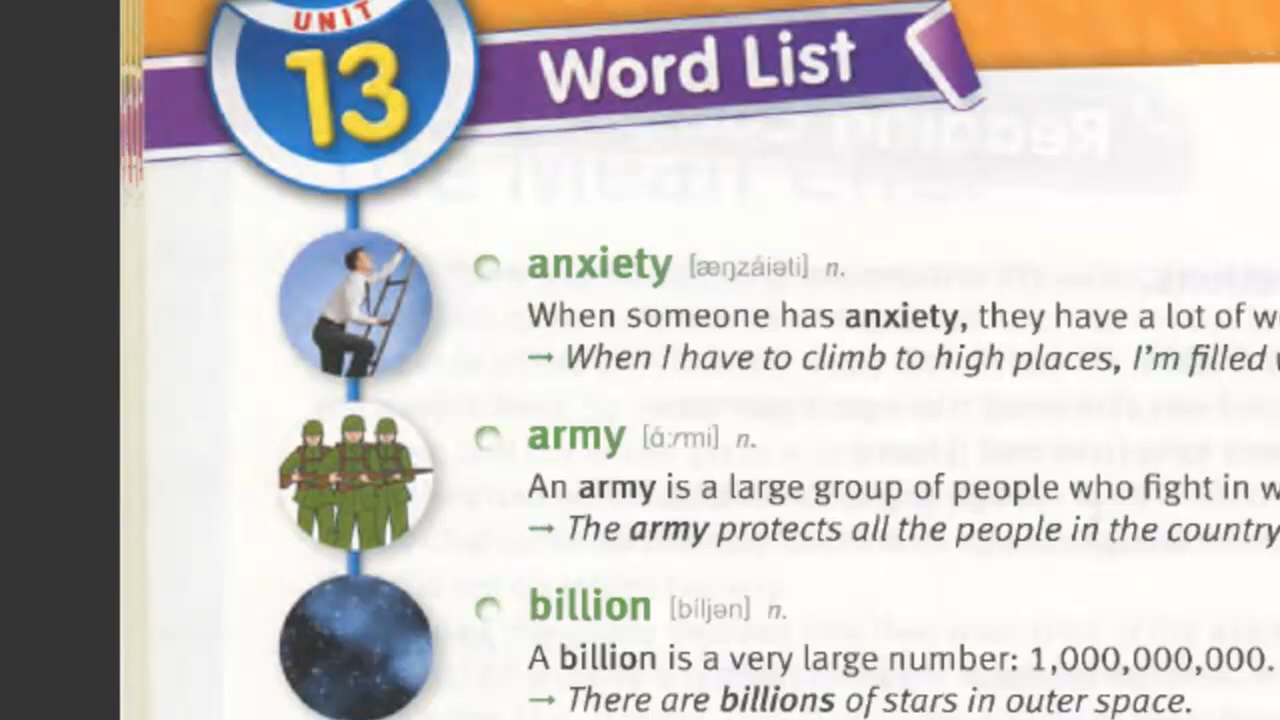 UNIT
13
Word List
anxiety [æŋzáiəti] n.
When someone has anxiety, they have a lot of
→ When I have to climb to high places, I'm filled
army [á:rmi] n.
An army is a large group of people who fight in
→ The army protects all the people in the country
billion [bíljən] n.
A billion is a very large number: 1,000,000,000.
→ There are billions of stars in outer space.